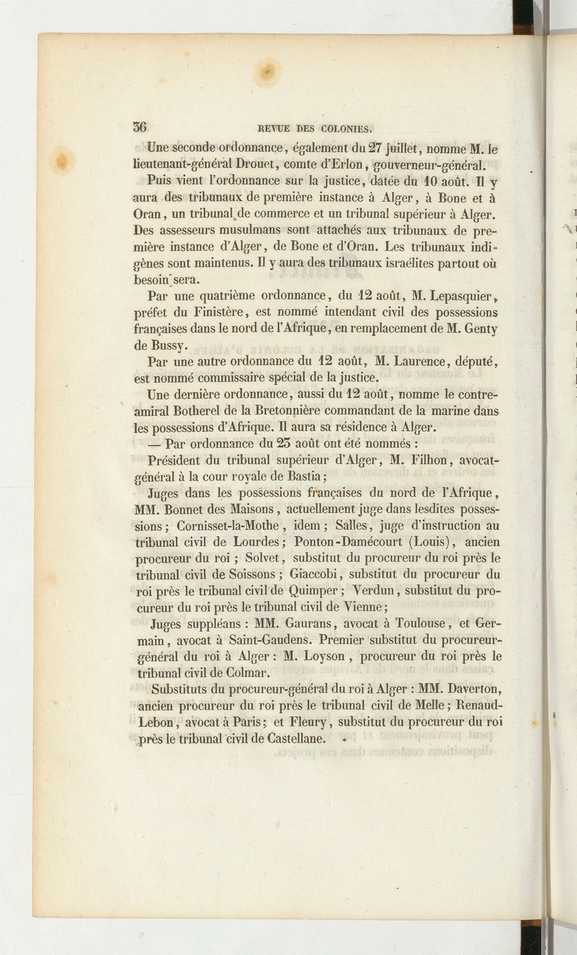 36 REVUE DES COLONIES.
Une seconde ordonnance, également du 27 juillet, nomme M. le
lieutenant-général Drouet, comte d'Erlon, gouverneur-général.
Puis vient l'ordonnance sur la justice, datée du 10 août. Il y
aura des tribunaux de première instance à Alger, à Bone et à
Oran, un tribunal de commerce et un tribunal supérieur à Alger.
Des assesseurs musulmans sont attachés aux tribunaux de pre-
mière instance d'Alger, de Bone et d'Oran. Les tribunaux indi-
gènes sont maintenus. Il y aura des tribunaux israélites partout où
besoin sera.
Par une quatrième ordonnance, du 12 août, M. Lepasquier,
préfet du Finistère, est nommé intendant civil des possessions
françaises dans le nord de l'Afrique, en remplacement de M. Genty
de Bussy.
Par une autre ordonnance du 12 août, M. Laurence, député,
est nommé commissaire spécial de la justice.
Une dernière ordonnance, aussi du 12 août, nomme le contre-
amiral Botherel de la Bretonnière commandant de la marine dans
les possessions d'Afrique. Il aura sa résidence à Alger.
— Par ordonnance du 23 août ont été nommés :
Président du tribunal supérieur d'Alger, M. Filhon, avocat-
général à la cour royale de Bastia;
Juges dans les possessions françaises du nord de l'Afrique,
MM. Bonnet des Maisons, actuellement juge dans lesdites posses-
sions; Cornisset-la-Mothe, idem; Salles, juge d'instruction au
tribunal civil de Lourdes; Ponton-Damécourt (Louis), ancien
procureur du roi; Solvet, substitut du procureur du roi près le
tribunal civil de Soissons; Giaccobi, substitut du procureur du
roi près le tribunal civil de Quimper; Verdun, substitut du pro-
cureur du roi près le tribunal civil de Vienne;
Juges suppléans : MM. Gaurans, avocat à Toulouse, et Ger-
main, avocat à Saint-Gaudens. Premier substitut du procureur-
général du roi à Alger : M. Loyson, procureur du roi près le
tribunal civil de Colmar.
Substituts du procureur-général du roi à Alger : MM. Daverton,
ancien procureur du roi près le tribunal civil de Melle; Renaud-
Lebon, avocat à Paris; et Fleury, substitut du procureur du roi
près le tribunal civil de Castellane.